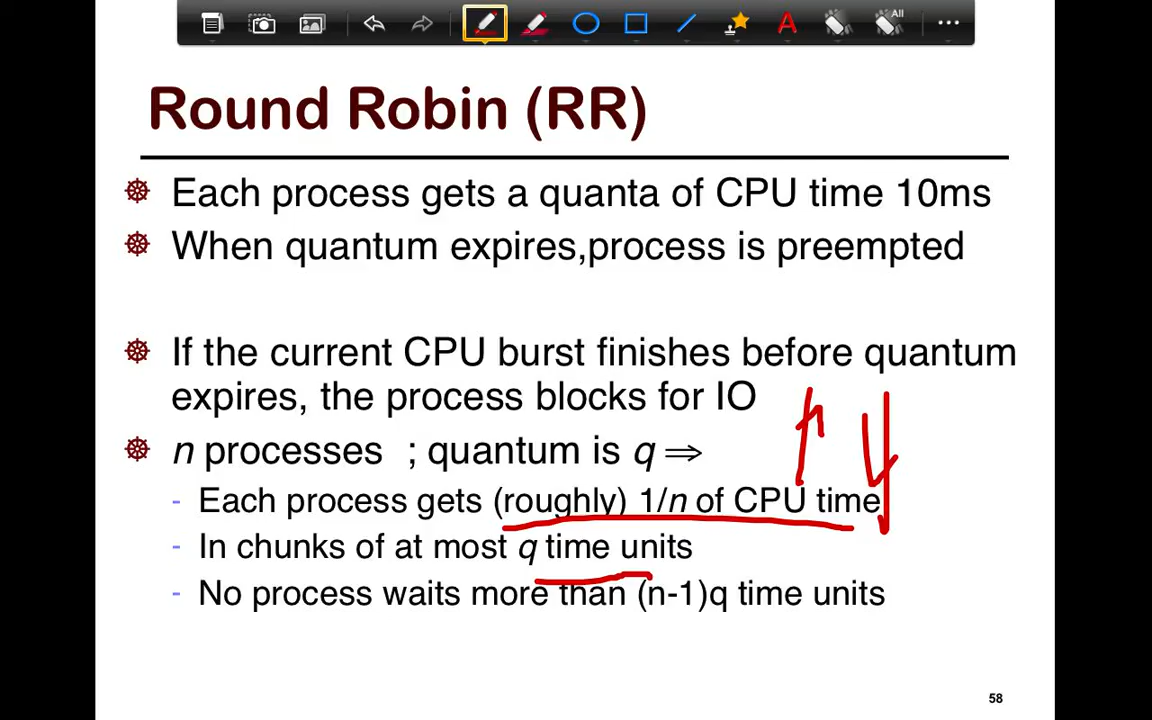 All
A
Round Robin (RR)
Each process gets a quanta of CPU time 10ms
When quantum expires,process is preempted
If the current CPU burst finishes before quantum
expires, the process blocks for IO
n processes ; quantum is q ⇒
- Each process gets (roughly) 1/n of CPU time
- In chunks of at most q time units
- No process waits more than (n-1)q time units
58